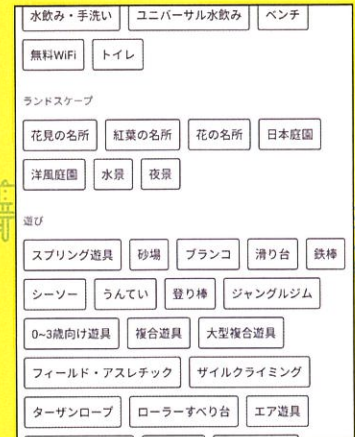 水飲み・手洗い ユニバーサル水飲み ベンチ
無料WiFi トイレ
ランドスケープ
花見の名所 紅葉の名所 花の名所 日本庭園
洋風庭園 水景 夜景
遊び
スプリング遊具 砂場 ブランコ 滑り台 鉄棒
シーソー うんてい 登り棒 ジャングルジム
0~3歳向け遊具 複合遊具 大型複合遊具
フィールド・アスレチック ザイルクライミング
ターザンロープ ローラーすべり台 エア遊具